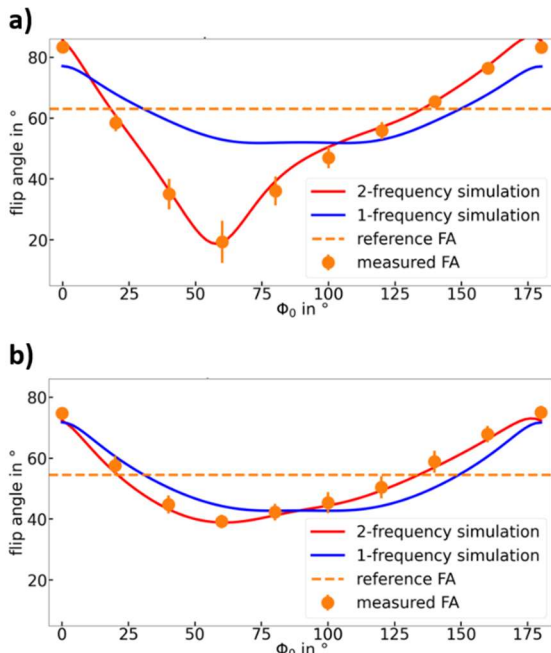 a)
80
60
40
20
flip angle in °
2-frequency simulation
1-frequency simulation
reference FA
measured FA
0 25 50 75 100 125 150 175
Φ₀ in °
b)
80
60
40
20
flip angle in °
2-frequency simulation
1-frequency simulation
reference FA
measured FA
0 25 50 75 100 125 150 175
Φ₀ in °